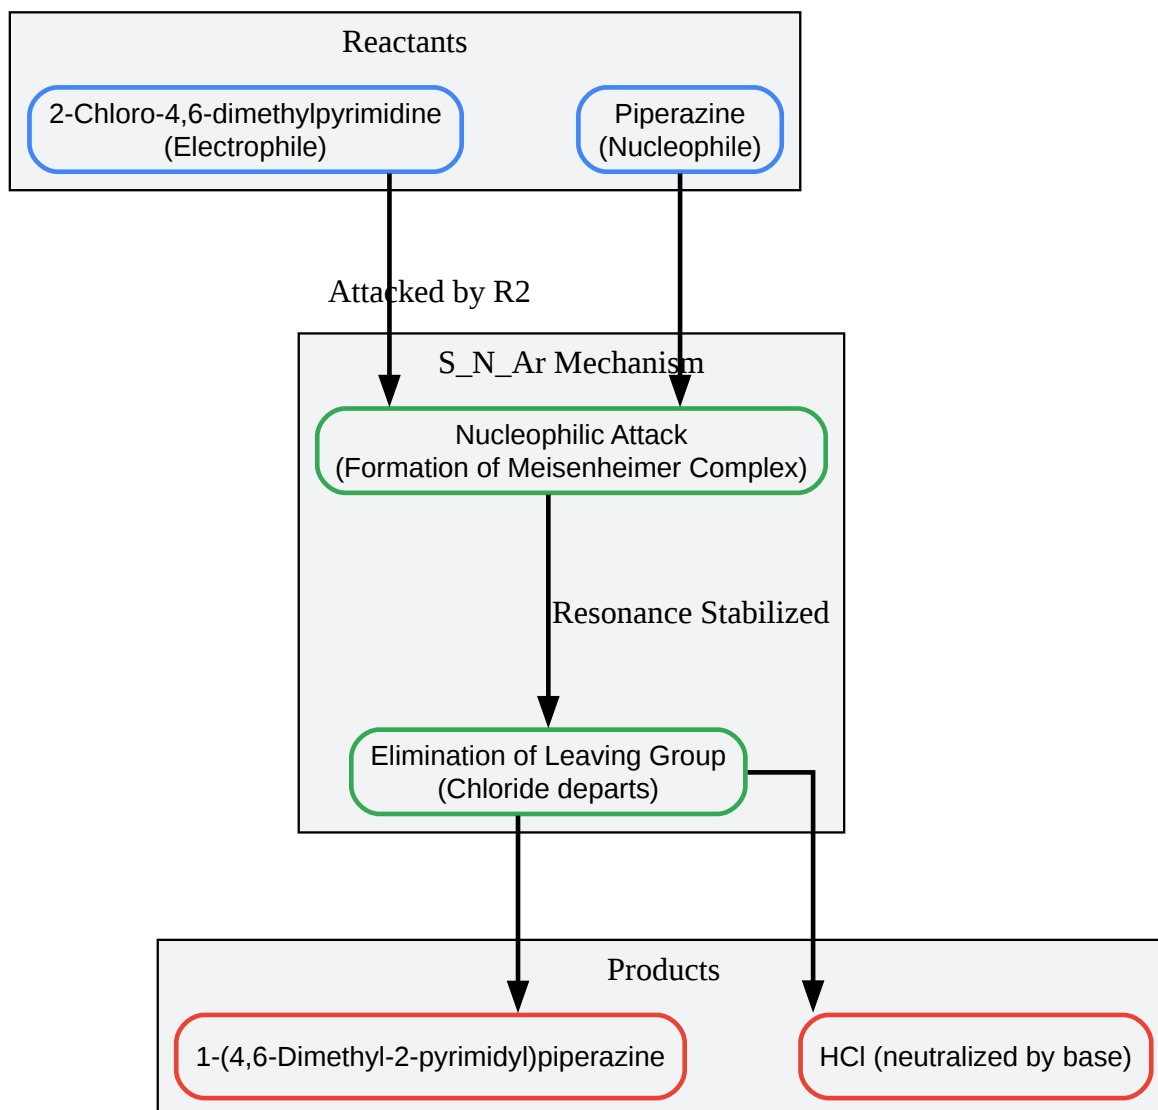 Reactants
2-Chloro-4,6-dimethylpyrimidine
(Electrophile)
Piperazine
(Nucleophile)
Attacked by R2
S_N_Ar Mechanism
Nucleophilic Attack
(Formation of Meisenheimer Complex)
Resonance Stabilized
Elimination of Leaving Group
(Chloride departs)
Products
1-(4,6-Dimethyl-2-pyrimidyl)piperazine
HCl (neutralized by base)